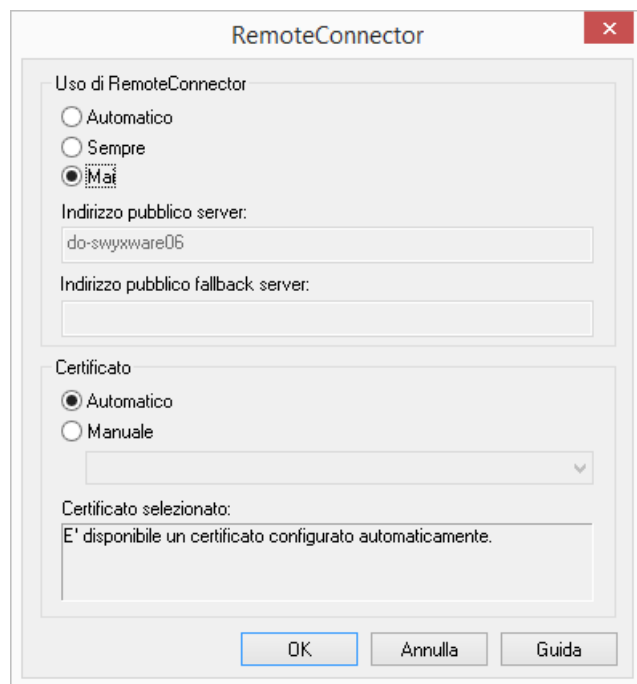 RemoteConnector
Uso di RemoteConnector
Automatico
Sempre
Mai
Indirizzo pubblico server:
do-swyxware06
Indirizzo pubblico fallback server:
Certificato
Automatico
Manuale
Certificato selezionato:
E' disponibile un certificato configurato automaticamente.
OK Annulla Guida